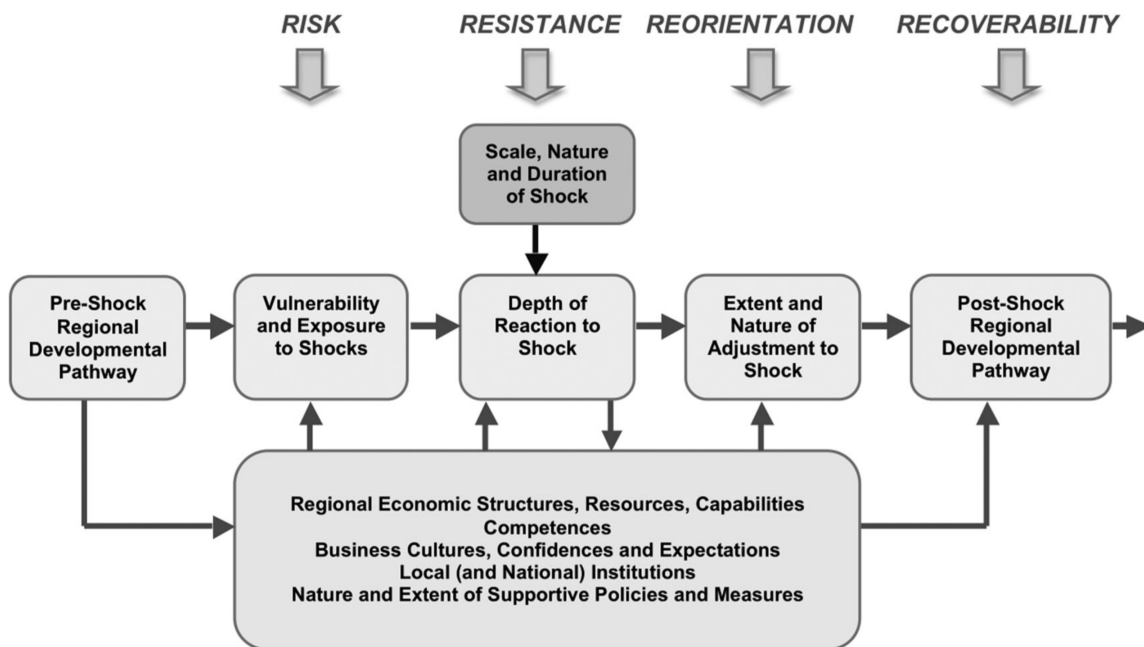 RISK
RESISTANCE
REORIENTATION
RECOVERABILITY
Scale, Nature
and Duration
of Shock
Pre-Shock
Regional
Developmental
Pathway
Vulnerability
and Exposure
to Shocks
Depth of
Reaction to
Shock
Extent and
Nature of
Adjustment to
Shock
Post-Shock
Regional
Developmental
Pathway
Regional Economic Structures, Resources, Capabilities
Competences
Business Cultures, Confidences and Expectations
Local (and National) Institutions
Nature and Extent of Supportive Policies and Measures